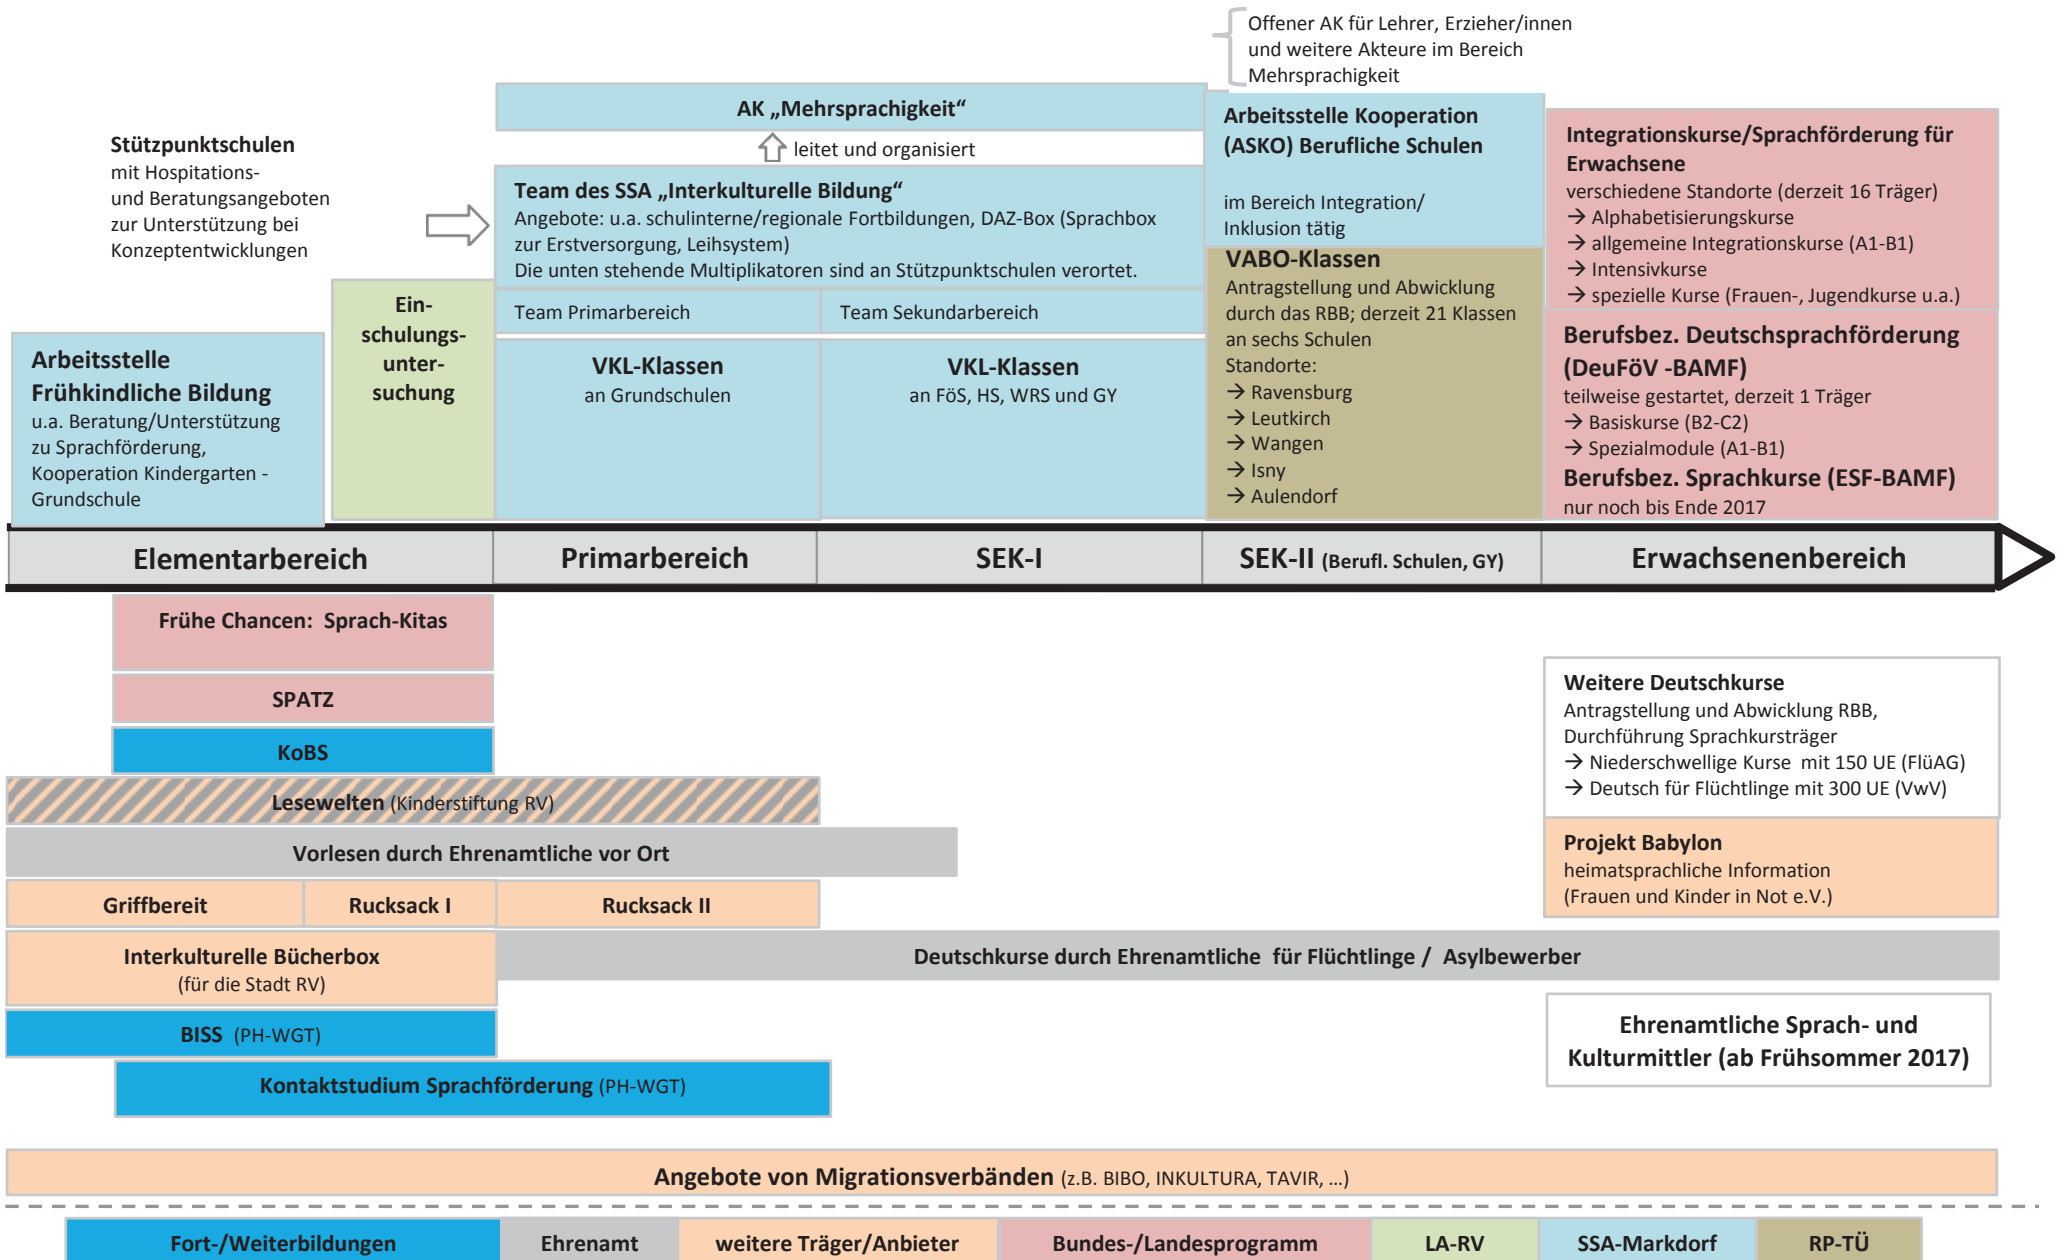 Offener AK für Lehrer, Erzieher/innen
und weitere Akteure im Bereich
Mehrsprachigkeit
AK „Mehrsprachigkeit“
leitet und organisiert
Stützpunktschulen
mit Hospitations-
und Beratungsangeboten
zur Unterstützung bei
Konzeptentwicklungen
Team des SSA „Interkulturelle Bildung“
Angebote: u.a. schulinterne/regionale Fortbildungen, DAZ-Box (Sprachbox
zur Erstversorgung, Leihsystem)
Die unten stehende Multiplikatoren sind an Stützpunktschulen verortet.
Team Primarbereich
Team Sekundarbereich
Arbeitsstelle
Frühkindliche Bildung
u.a. Beratung/Unterstützung
zu Sprachförderung,
Kooperation Kindergarten -
Grundschule
Ein-
schulungs-
unter-
suchung
VKL-Klassen
an Grundschulen
VKL-Klassen
an FöS, HS, WRS und GY
Arbeitsstelle Kooperation
(ASKO) Berufliche Schulen
im Bereich Integration/
Inklusion tätig
VABO-Klassen
Antragstellung und Abwicklung
durch das RBB; derzeit 21 Klassen
an sechs Schulen
Standorte:
→ Ravensburg
→ Leutkirch
→ Wangen
→ Isny
→ Aulendorf
Integrationskurse/Sprachförderung für
Erwachsene
verschiedene Standorte (derzeit 16 Träger)
→ Alphabetisierungskurse
→ allgemeine Integrationskurse (A1-B1)
→ Intensivkurse
→ spezielle Kurse (Frauen-, Jugendkurse u.a.)
Berufsbez. Deutschsprachförderung
(DeuFöV -BAMF)
teilweise gestartet, derzeit 1 Träger
→ Basiskurse (B2-C2)
→ Spezialmodule (A1-B1)
Berufsbez. Sprachkurse (ESF-BAMF)
nur noch bis Ende 2017
Elementarbereich
Primarbereich
SEK-I
SEK-II (Berufl. Schulen, GY)
Erwachsenenbereich
Frühe Chancen: Sprach-Kitas
SPATZ
KoBS
Lesewelten (Kinderstiftung RV)
Vorlesen durch Ehrenamtliche vor Ort
Griffbereit
Rucksack I
Rucksack II
Interkulturelle Bücherbox
(für die Stadt RV)
Deutschkurse durch Ehrenamtliche für Flüchtlinge / Asylbewerber
BISS (PH-WGT)
Kontaktstudium Sprachförderung (PH-WGT)
Weitere Deutschkurse
Antragstellung und Abwicklung RBB,
Durchführung Sprachkursträger
→ Niederschwellige Kurse mit 150 UE (FlüAG)
→ Deutsch für Flüchtlinge mit 300 UE (VwV)
Projekt Babylon
heimatsprachliche Information
(Frauen und Kinder in Not e.V.)
Ehrenamtliche Sprach- und
Kulturmittler (ab Frühsommer 2017)
Angebote von Migrationsverbänden (z.B. BIBO, INKULTURA, TAVIR, …)
Fort-/Weiterbildungen
Ehrenamt
weitere Träger/Anbieter
Bundes-/Landesprogramm
LA-RV
SSA-Markdorf
RP-TÜ